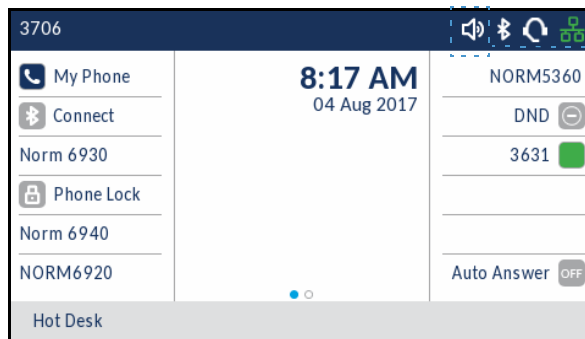 3706
My Phone
Connect
Norm 6930
Phone Lock
Norm 6940
NORM6920
8:17 AM
04 Aug 2017
NORM5360
DND
3631
Auto Answer OFF
Hot Desk